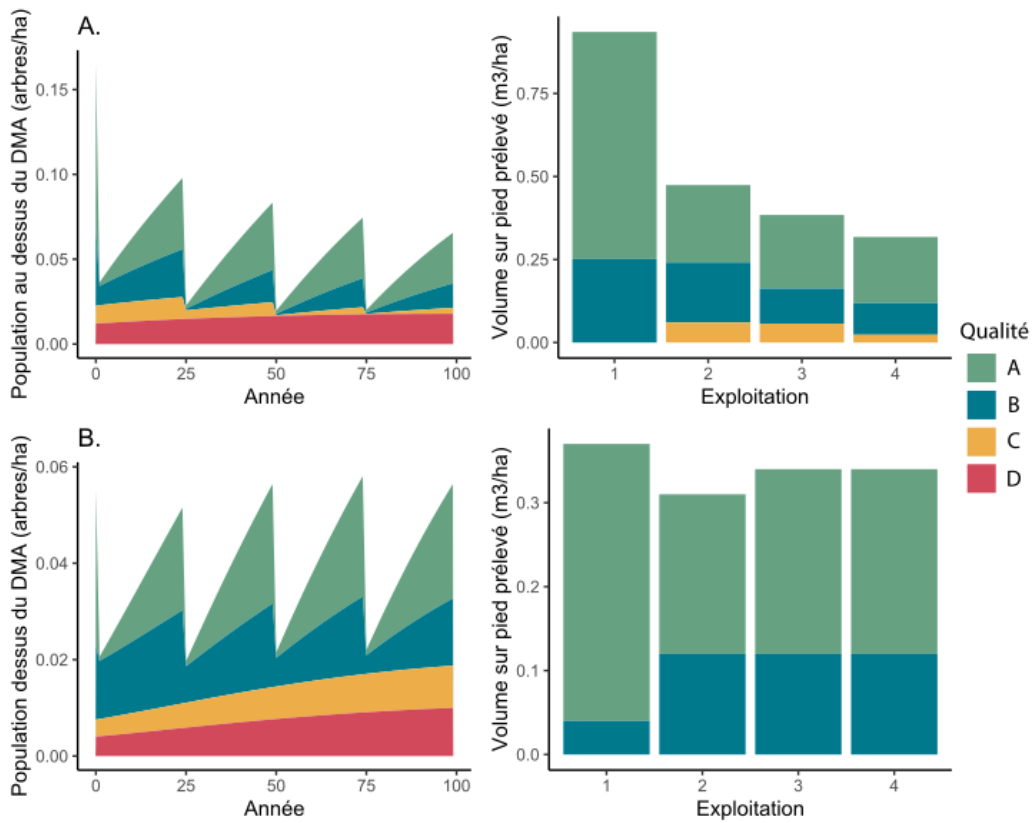 A.
Population au dessus du DMA (arbres/ha)
0.15
0.10
0.05
0.00
0 25 50 75 100
Année
Volume sur pied prélevé (m3/ha)
0.75
0.50
0.25
0.00
1 2 3 4
Exploitation
Qualité
A
B
C
D
B.
Population dessus du DMA (arbres/ha)
0.06
0.04
0.02
0.00
0 25 50 75 100
Année
Volume sur pied prélevé (m3/ha)
0.3
0.2
0.1
0.0
1 2 3 4
Exploitation